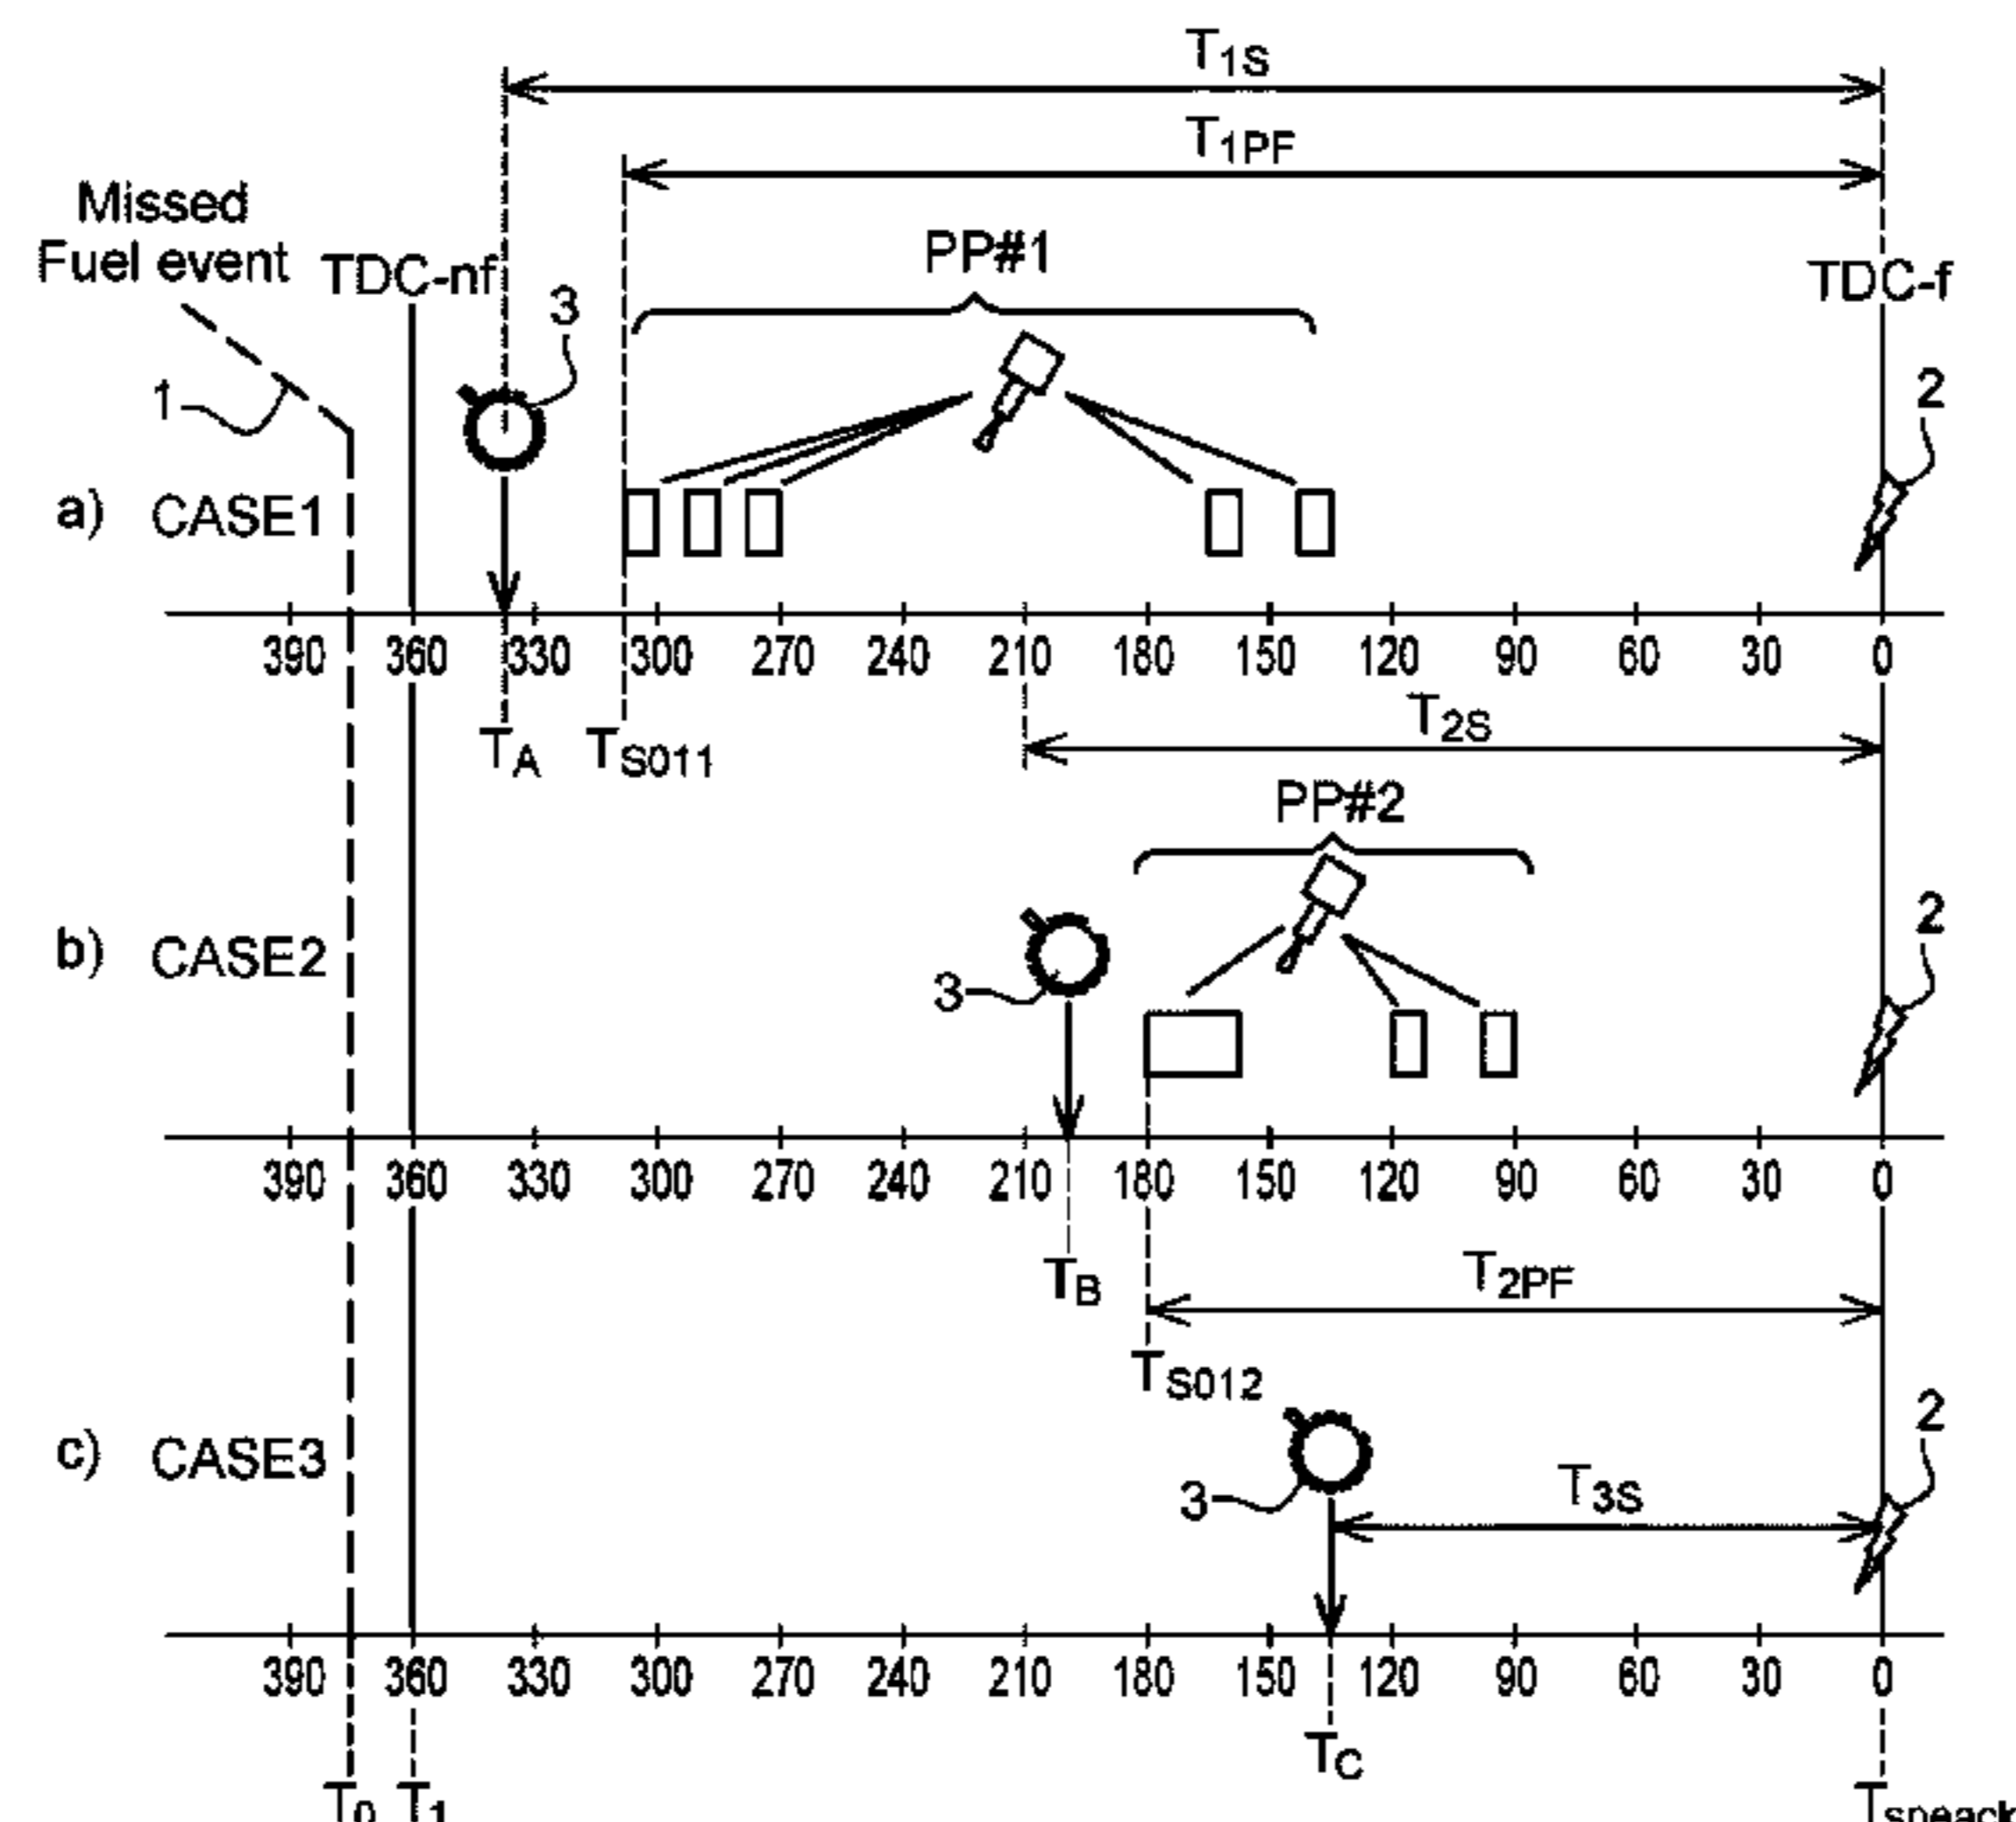 T1S
T1PF
Missed
Fuel event
TDC-nf
3
PP#1
TDC-f
1
2
a) CASE1
390 360 330 300 270 240 210 180 150 120 90 60 30 0
TA TS011
T2S
PP#2
b) CASE2
3
2
390 360 330 300 270 240 210 180 150 120 90 60 30 0
TB
T2PF
TS012
c) CASE3
3
T3S
2
390 360 330 300 270 240 210 180 150 120 90 60 30 0
TC
T0 T1 Tspeack